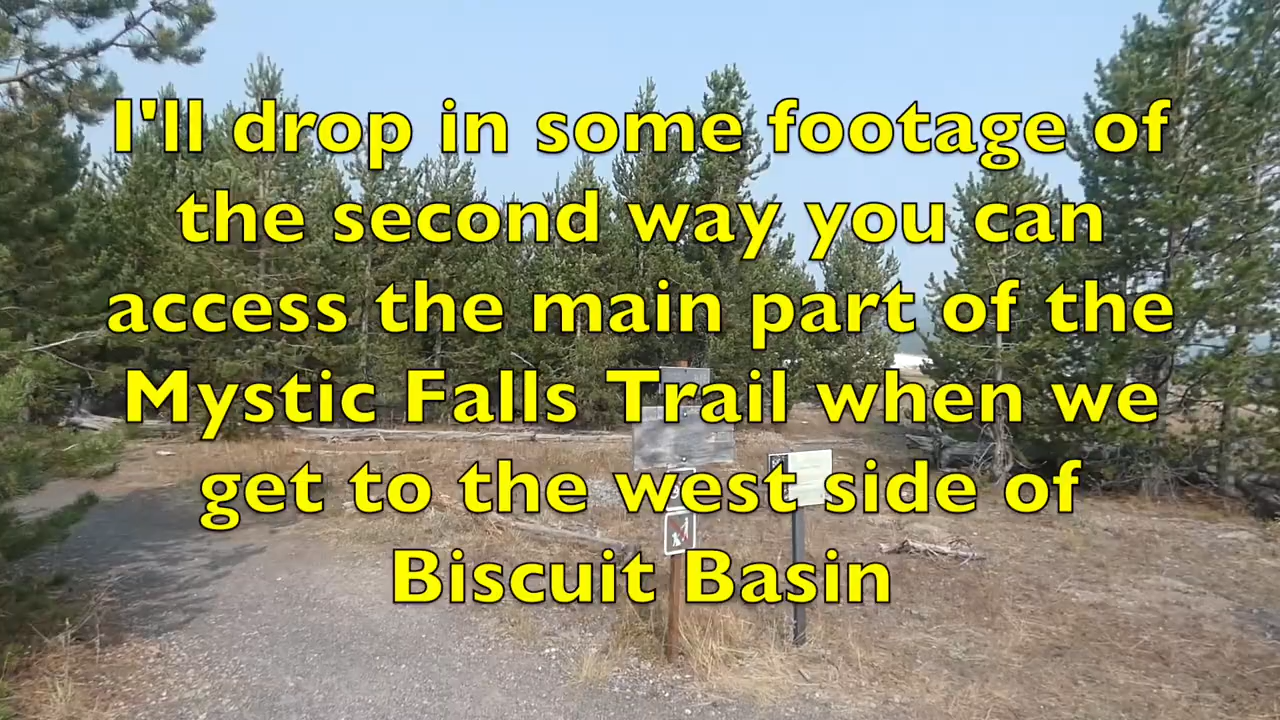 I'll drop in some footage of
the second way you can
access the main part of the
Mystic Falls Trail when we
get to the west side of
Biscuit Basin